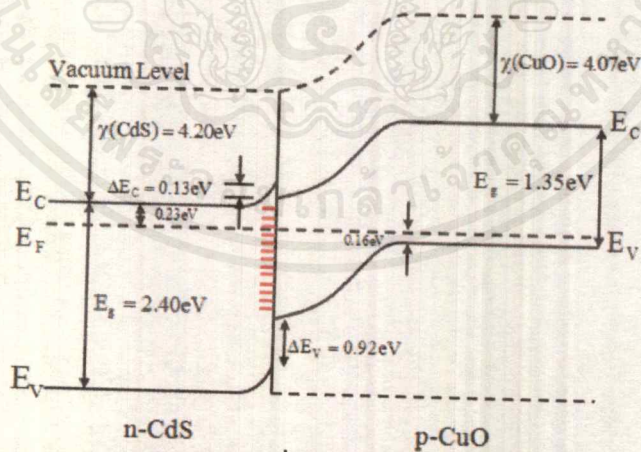 χ(CuO) = 4.07eV
Vacuum Level
χ(CdS) = 4.20eV
E_C
ΔE_C = 0.13eV
E_C
0.23eV
E_g = 1.35eV
E_F
0.16eV
E_V
E_g = 2.40eV
ΔE_V = 0.92eV
E_V
n-CdS
p-CuO